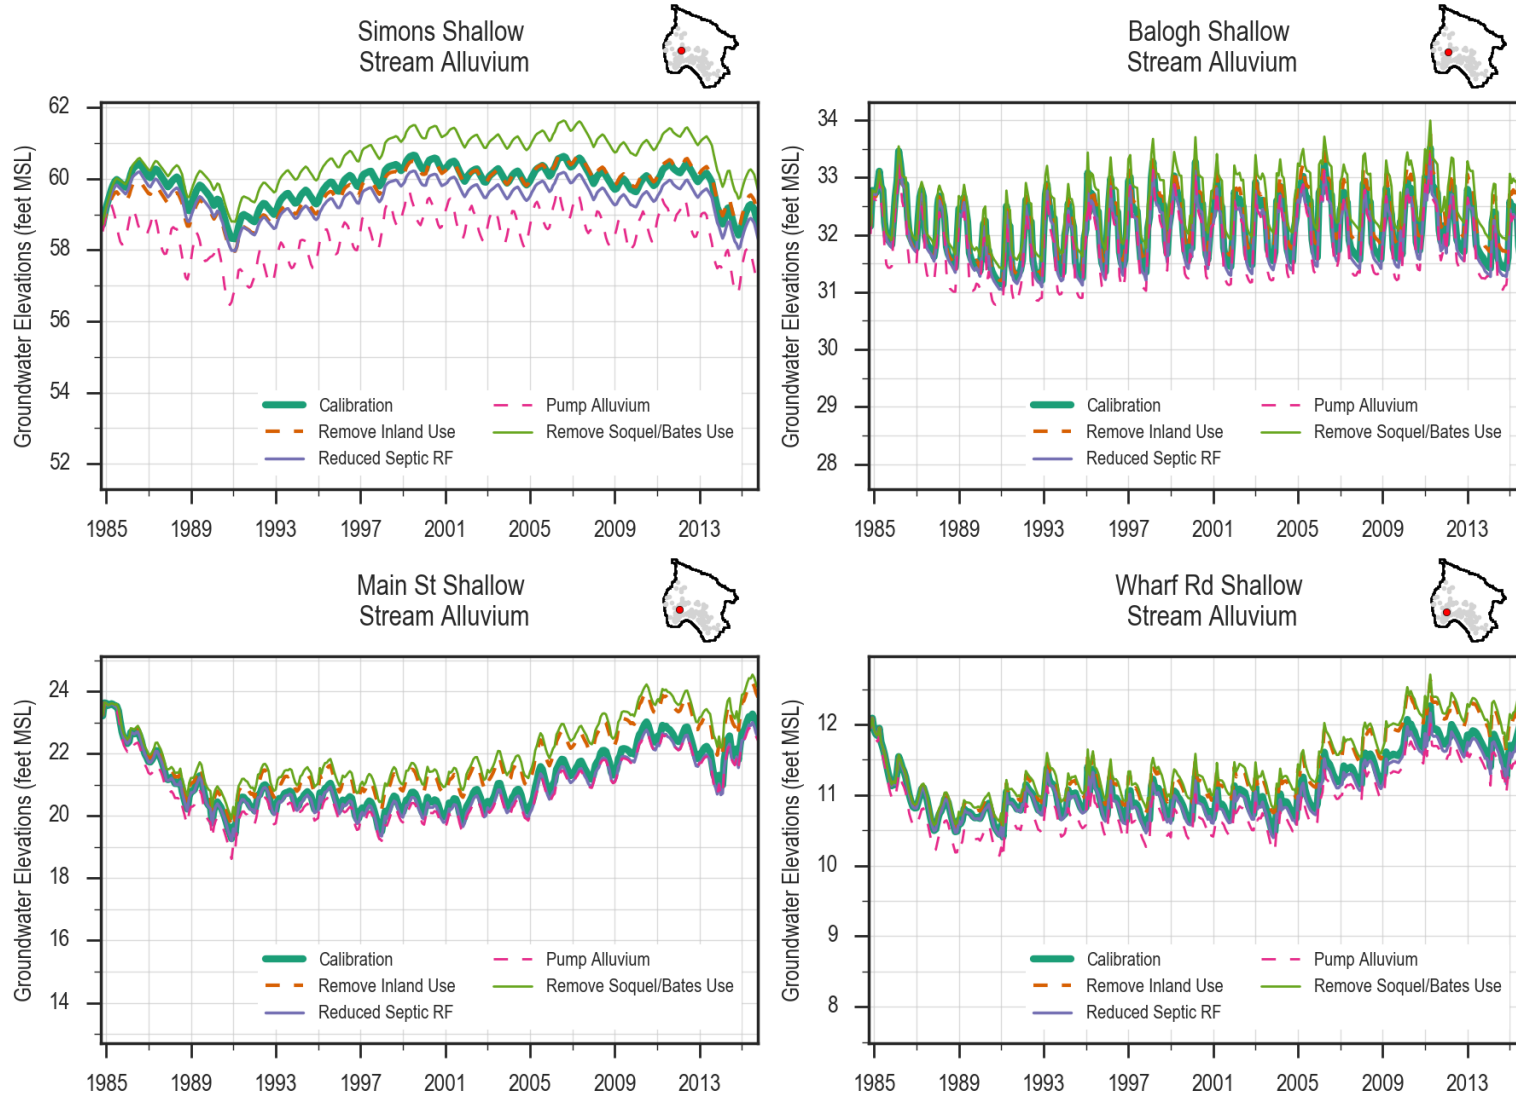 Simons Shallow
Stream Alluvium
Groundwater Elevations (feet MSL)
62
60
58
56
54
52
Calibration
Remove Inland Use
Reduced Septic RF
Pump Alluvium
Remove Soquel/Bates Use
1985 1989 1993 1997 2001 2005 2009 2013
Balogh Shallow
Stream Alluvium
Groundwater Elevations (feet MSL)
34
33
32
31
30
29
28
Calibration
Remove Inland Use
Reduced Septic RF
Pump Alluvium
Remove Soquel/Bates Use
1985 1989 1993 1997 2001 2005 2009 2013
Main St Shallow
Stream Alluvium
Groundwater Elevations (feet MSL)
24
22
20
18
16
14
Calibration
Remove Inland Use
Reduced Septic RF
Pump Alluvium
Remove Soquel/Bates Use
1985 1989 1993 1997 2001 2005 2009 2013
Wharf Rd Shallow
Stream Alluvium
Groundwater Elevations (feet MSL)
12
11
10
9
8
Calibration
Remove Inland Use
Reduced Septic RF
Pump Alluvium
Remove Soquel/Bates Use
1985 1989 1993 1997 2001 2005 2009 2013